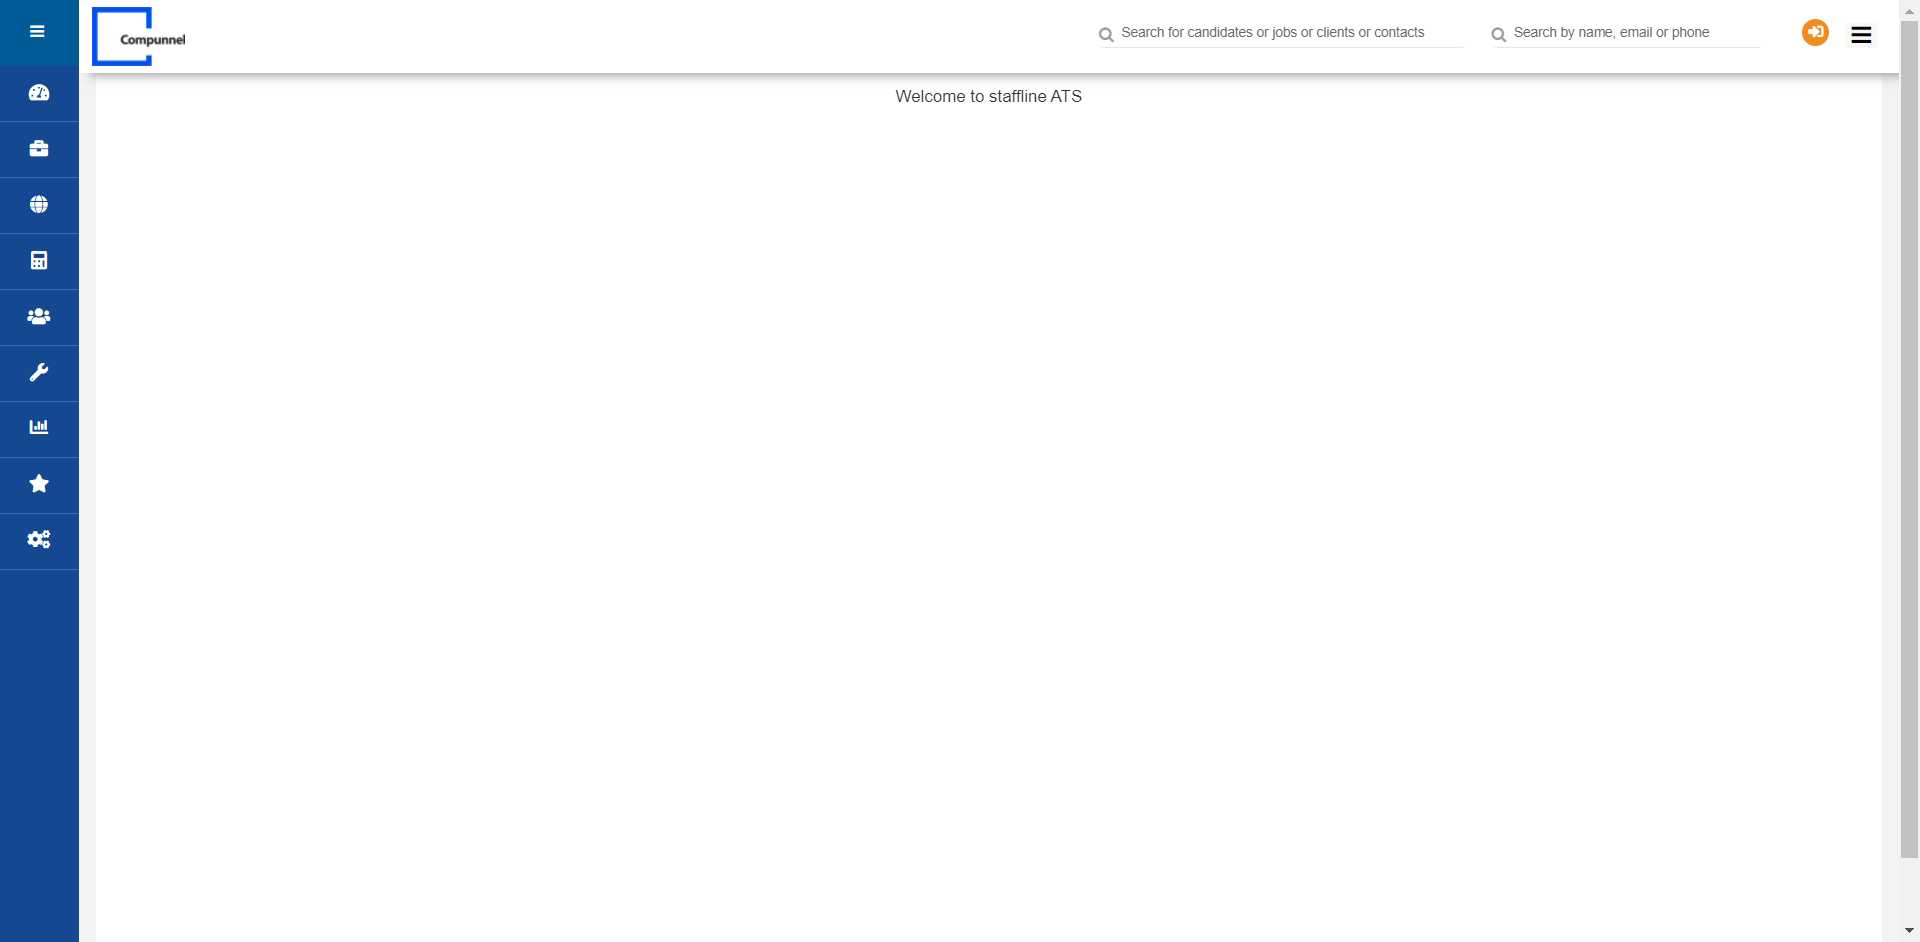 Compunnel
Search for candidates or jobs or clients or contacts
Search by name, email or phone
Welcome to staffline ATS